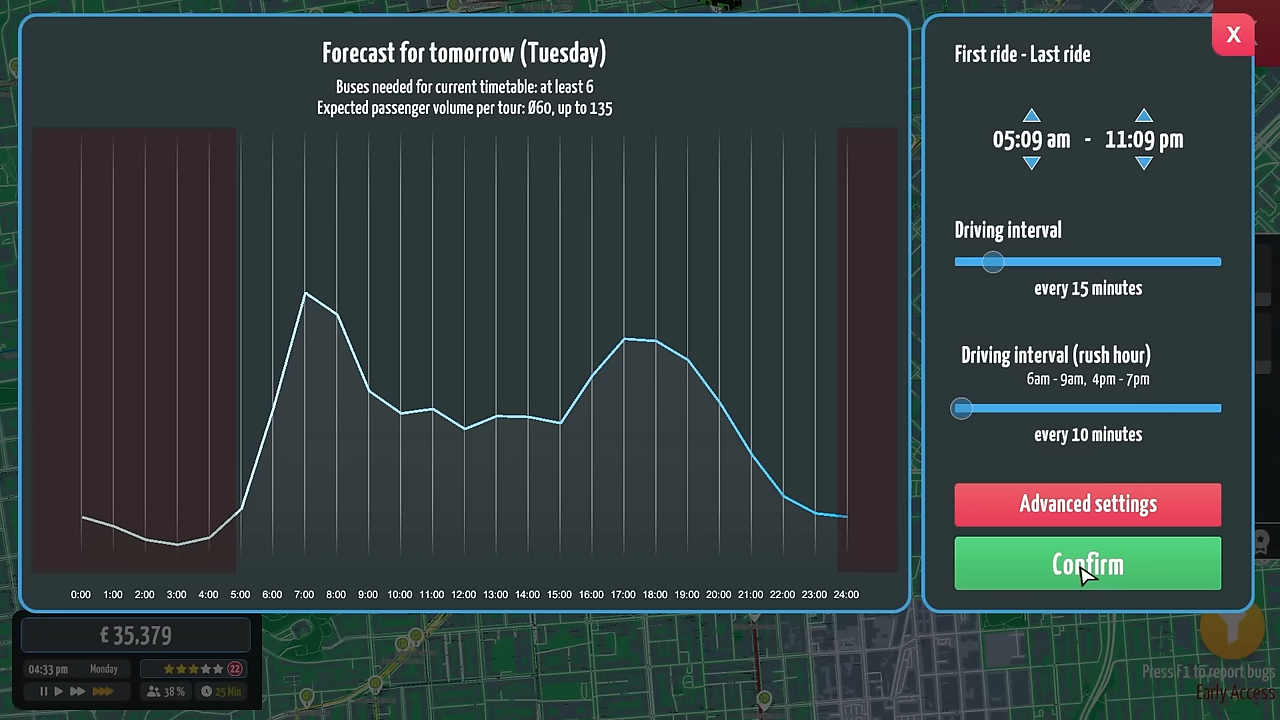 Forecast for tomorrow (Tuesday)
Buses needed for current timetable: at least 6
Expected passenger volume per tour: Ø60, up to 135
0:00 1:00 2:00 3:00 4:00 5:00 6:00 7:00 8:00 9:00 10:00 11:00 12:00 13:00 14:00 15:00 16:00 17:00 18:00 19:00 20:00 21:00 22:00 23:00 24:00
X
First ride - Last ride
05:09 am - 11:09 pm
Driving interval
every 15 minutes
Driving interval (rush hour)
6am - 9am, 4pm - 7pm
every 10 minutes
Advanced settings
Confirm
£ 35,379
04:33 pm Monday 22
38 % 25 Min
Press F1 to report bugs
Early Access